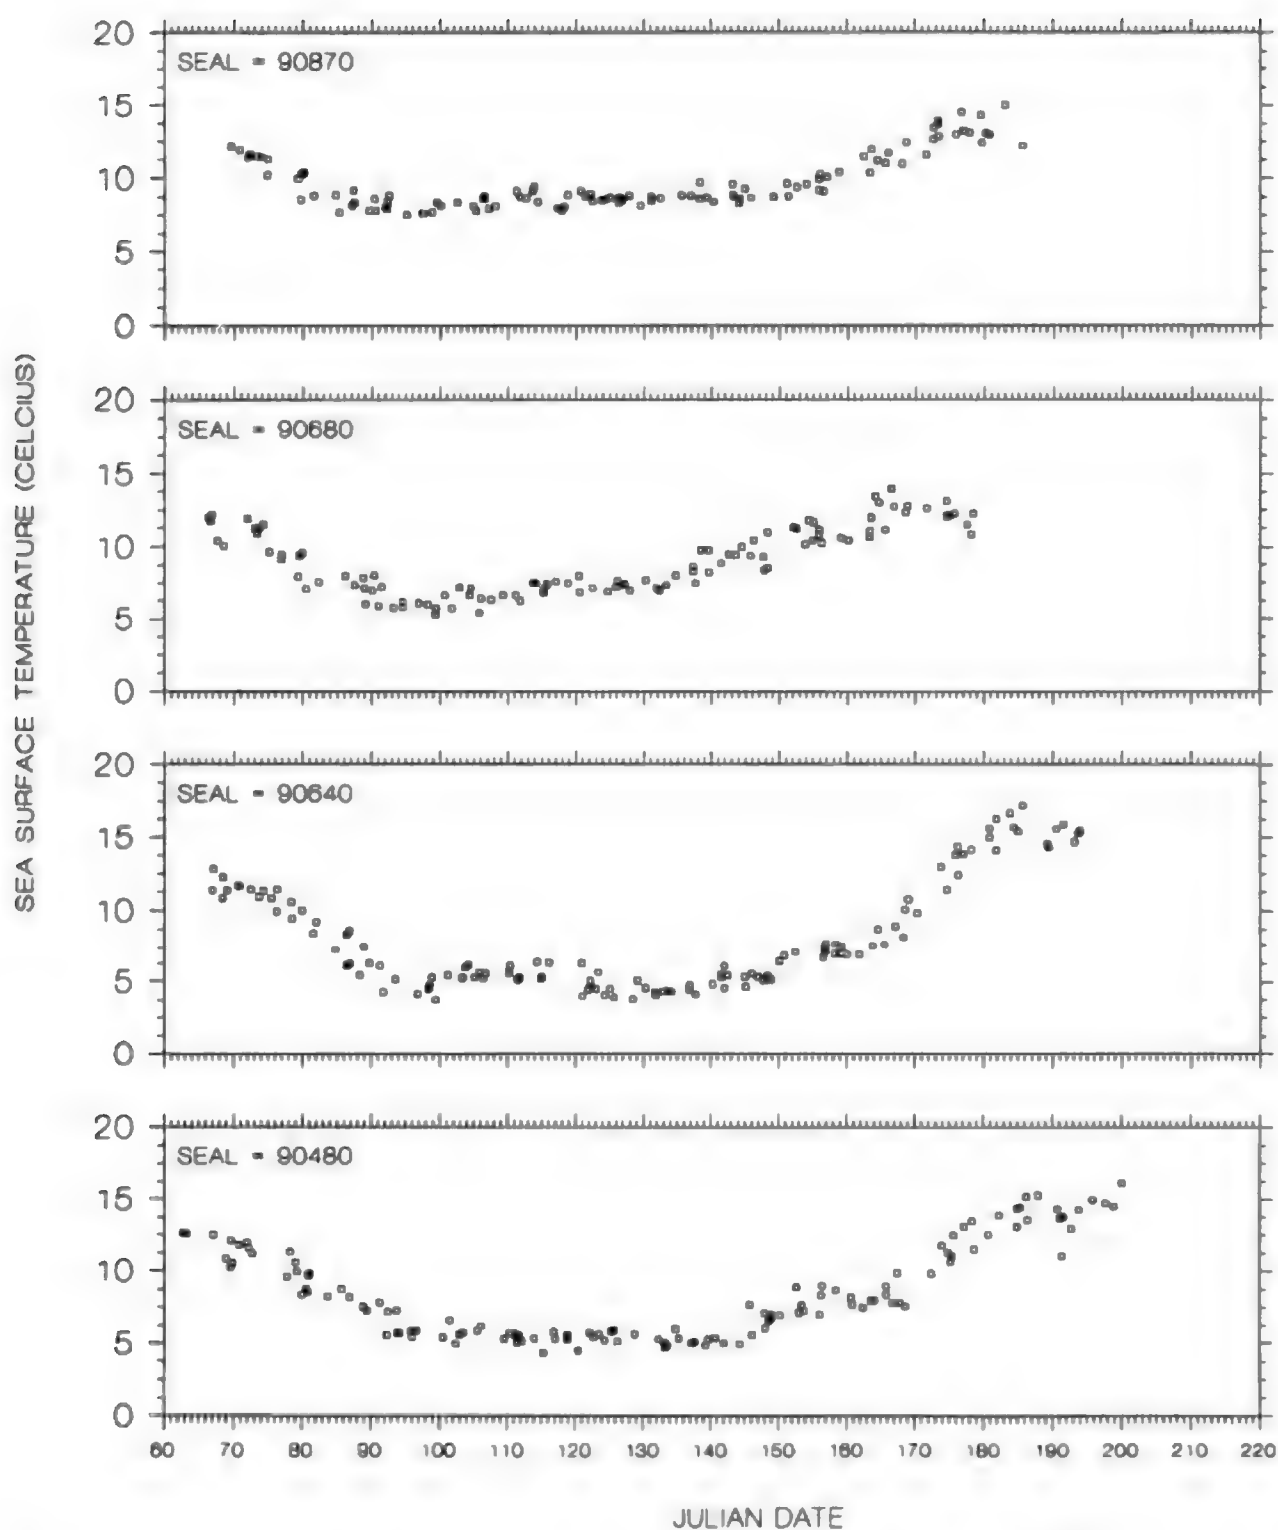 SEA SURFACE TEMPERATURE (CELCIUS)
20
SEAL = 90870
15
10
5
0
20
SEAL = 90680
15
10
5
0
20
SEAL = 90640
15
10
5
0
20
SEAL = 90480
15
10
5
0
60 70 80 90 100 110 120 130 140 150 160 170 180 190 200 210 220
JULIAN DATE